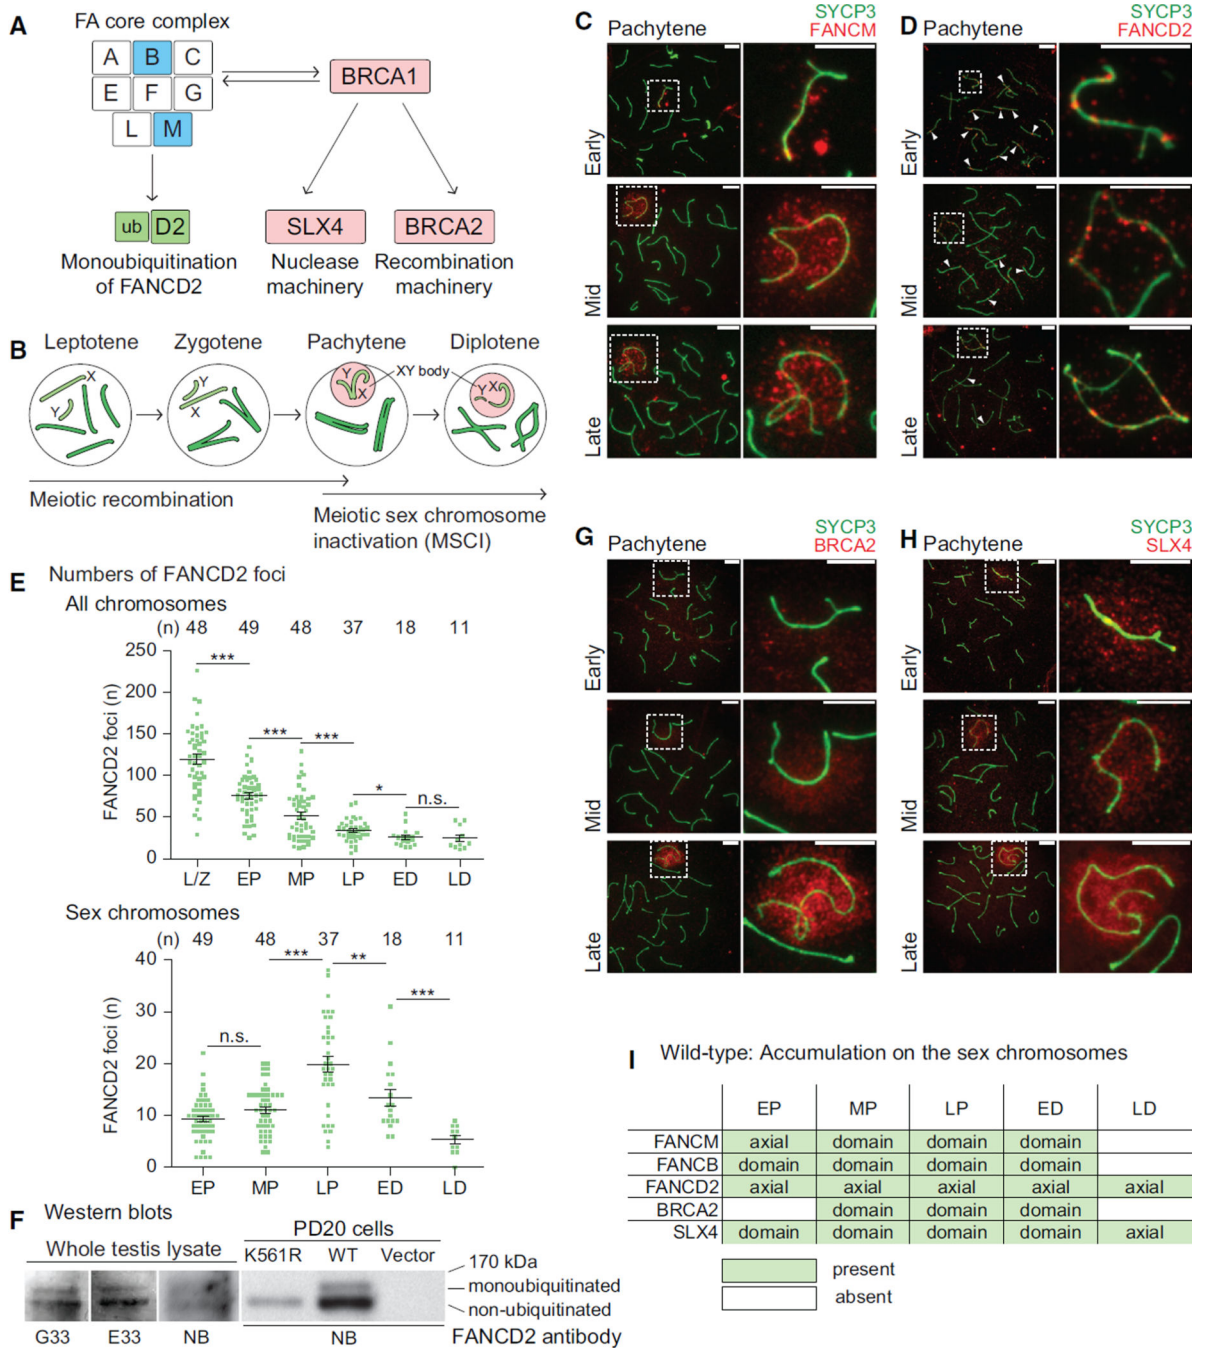 A
FA core complex
A B C
E F G
L M
BRCA1
ub D2
SLX4
BRCA2
Monoubiquitination
of FANCD2
Nuclease
machinery
Recombination
machinery
B
Leptotene
Zygotene
Pachytene
Diplotene
X
Y
Y
X
Y
X
XY body
Y
X
Meiotic recombination
Meiotic sex chromosome
inactivation (MSCI)
C
Pachytene
SYCP3
FANCM
Early
Mid
Late
D
Pachytene
SYCP3
FANCD2
Early
Mid
Late
E
Numbers of FANCD2 foci
All chromosomes
(n) 48 49 48 37 18 11
FANCD2 foci (n)
250
200
150
100
50
0
***
***
***
*
n.s.
L/Z EP MP LP ED LD
Sex chromosomes
(n) 49 48 37 18 11
FANCD2 foci (n)
40
30
20
10
0
n.s.
***
**
***
EP MP LP ED LD
F
Western blots
Whole testis lysate
PD20 cells
K561R WT Vector
170 kDa
monoubiquitinated
non-ubiquitinated
G33 E33 NB
NB
FANCD2 antibody
G
Pachytene
SYCP3
BRCA2
Early
Mid
Late
H
Pachytene
SYCP3
SLX4
Early
Mid
Late
I
Wild-type: Accumulation on the sex chromosomes
EP MP LP ED LD
FANCM axial domain domain domain
FANCB domain domain domain domain
FANCD2 axial axial axial axial axial
BRCA2 domain domain domain
SLX4 domain domain domain domain axial
present
absent